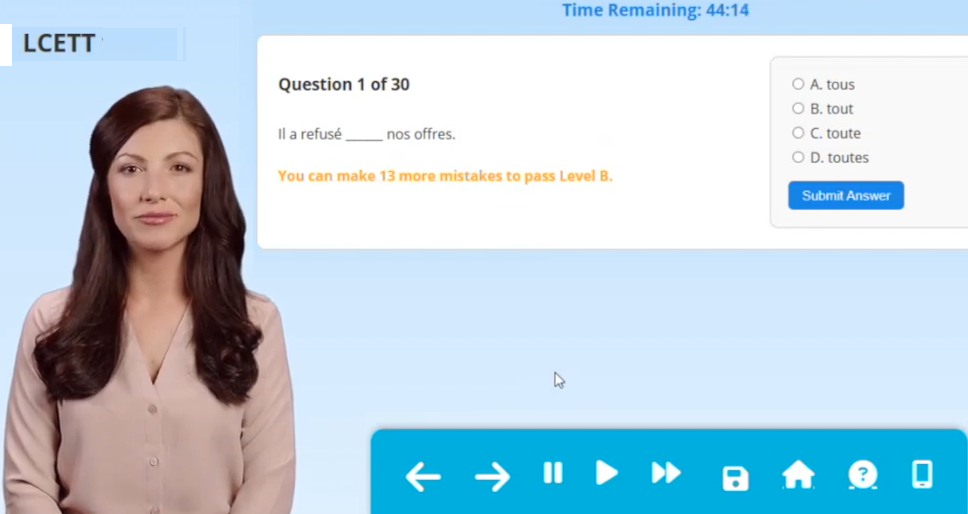 Time Remaining: 44:14
LCETT
Question 1 of 30
Il a refusé ______ nos offres.
You can make 13 more mistakes to pass Level B.
A. tous
B. tout
C. toute
D. toutes
Submit Answer
?